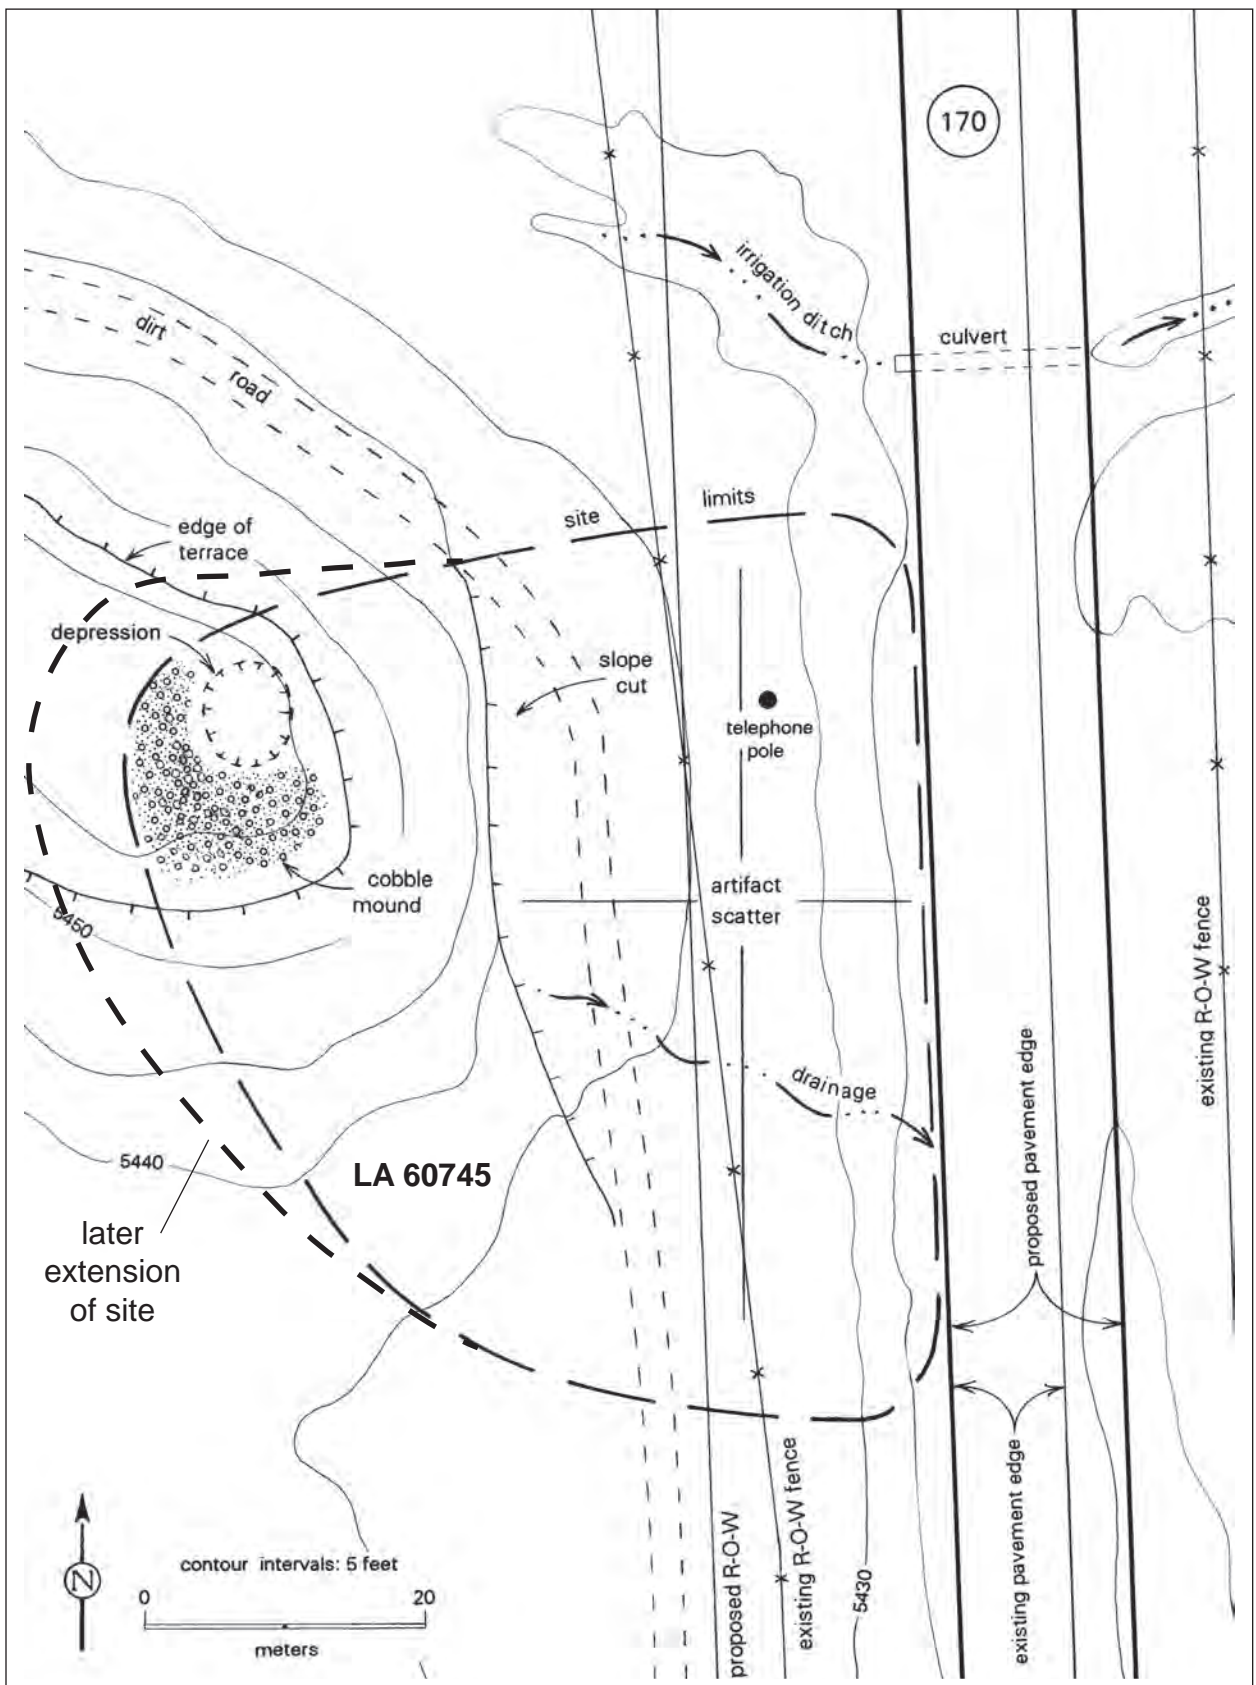 170
irrigation ditch
culvert
dirt
road
edge of
terrace
site
limits
depression
slope
cut
telephone
pole
cobble
mound
artifact
scatter
5450
existing R-O-W fence
drainage
proposed pavement edge
5440
LA 60745
later
extension
of site
proposed R-O-W
existing R-O-W fence
5430
existing pavement edge
N
contour intervals: 5 feet
0
20
meters